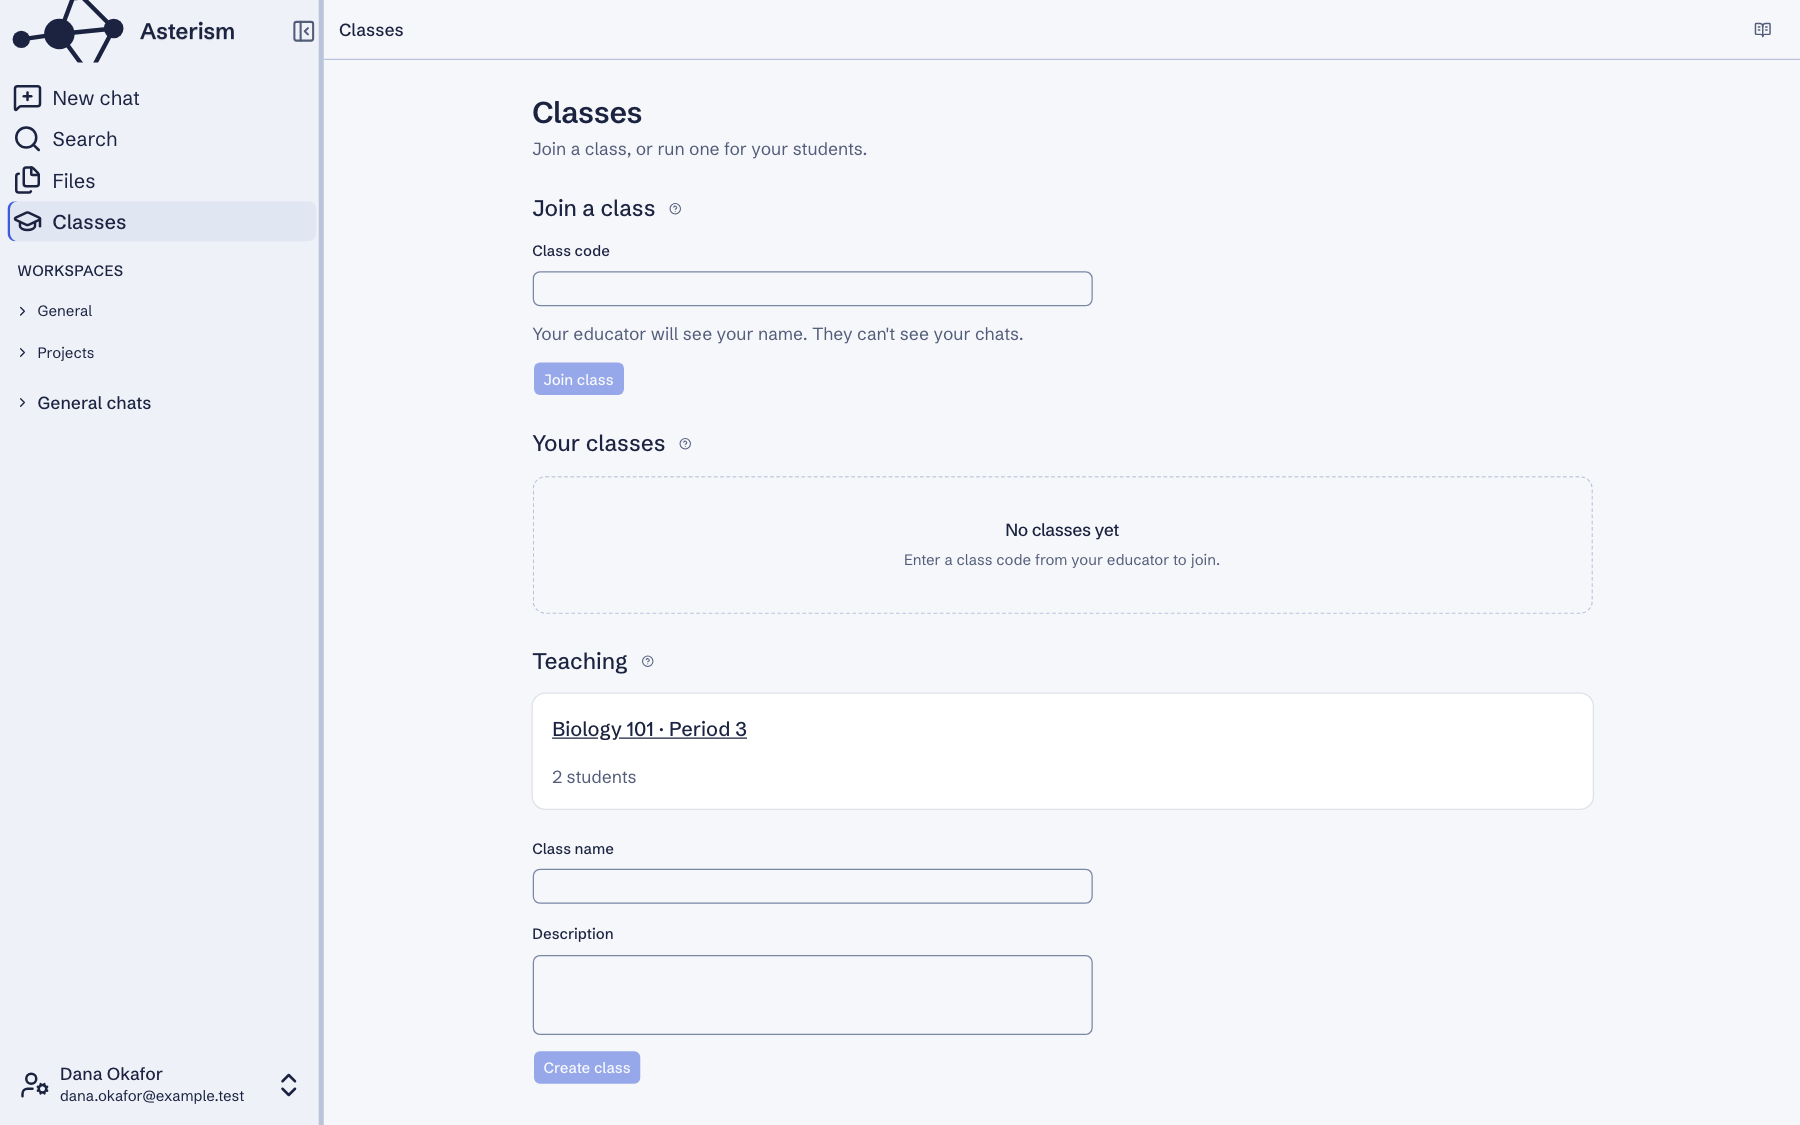 Asterism
New chat
Search
Files
Classes
WORKSPACES
General
Projects
General chats
Dana Okafor
dana.okafor@example.test
Classes
Classes
Join a class, or run one for your students.
Join a class
Class code
Your educator will see your name. They can't see your chats.
Join class
Your classes
No classes yet
Enter a class code from your educator to join.
Teaching
Biology 101 · Period 3
2 students
Class name
Description
Create class